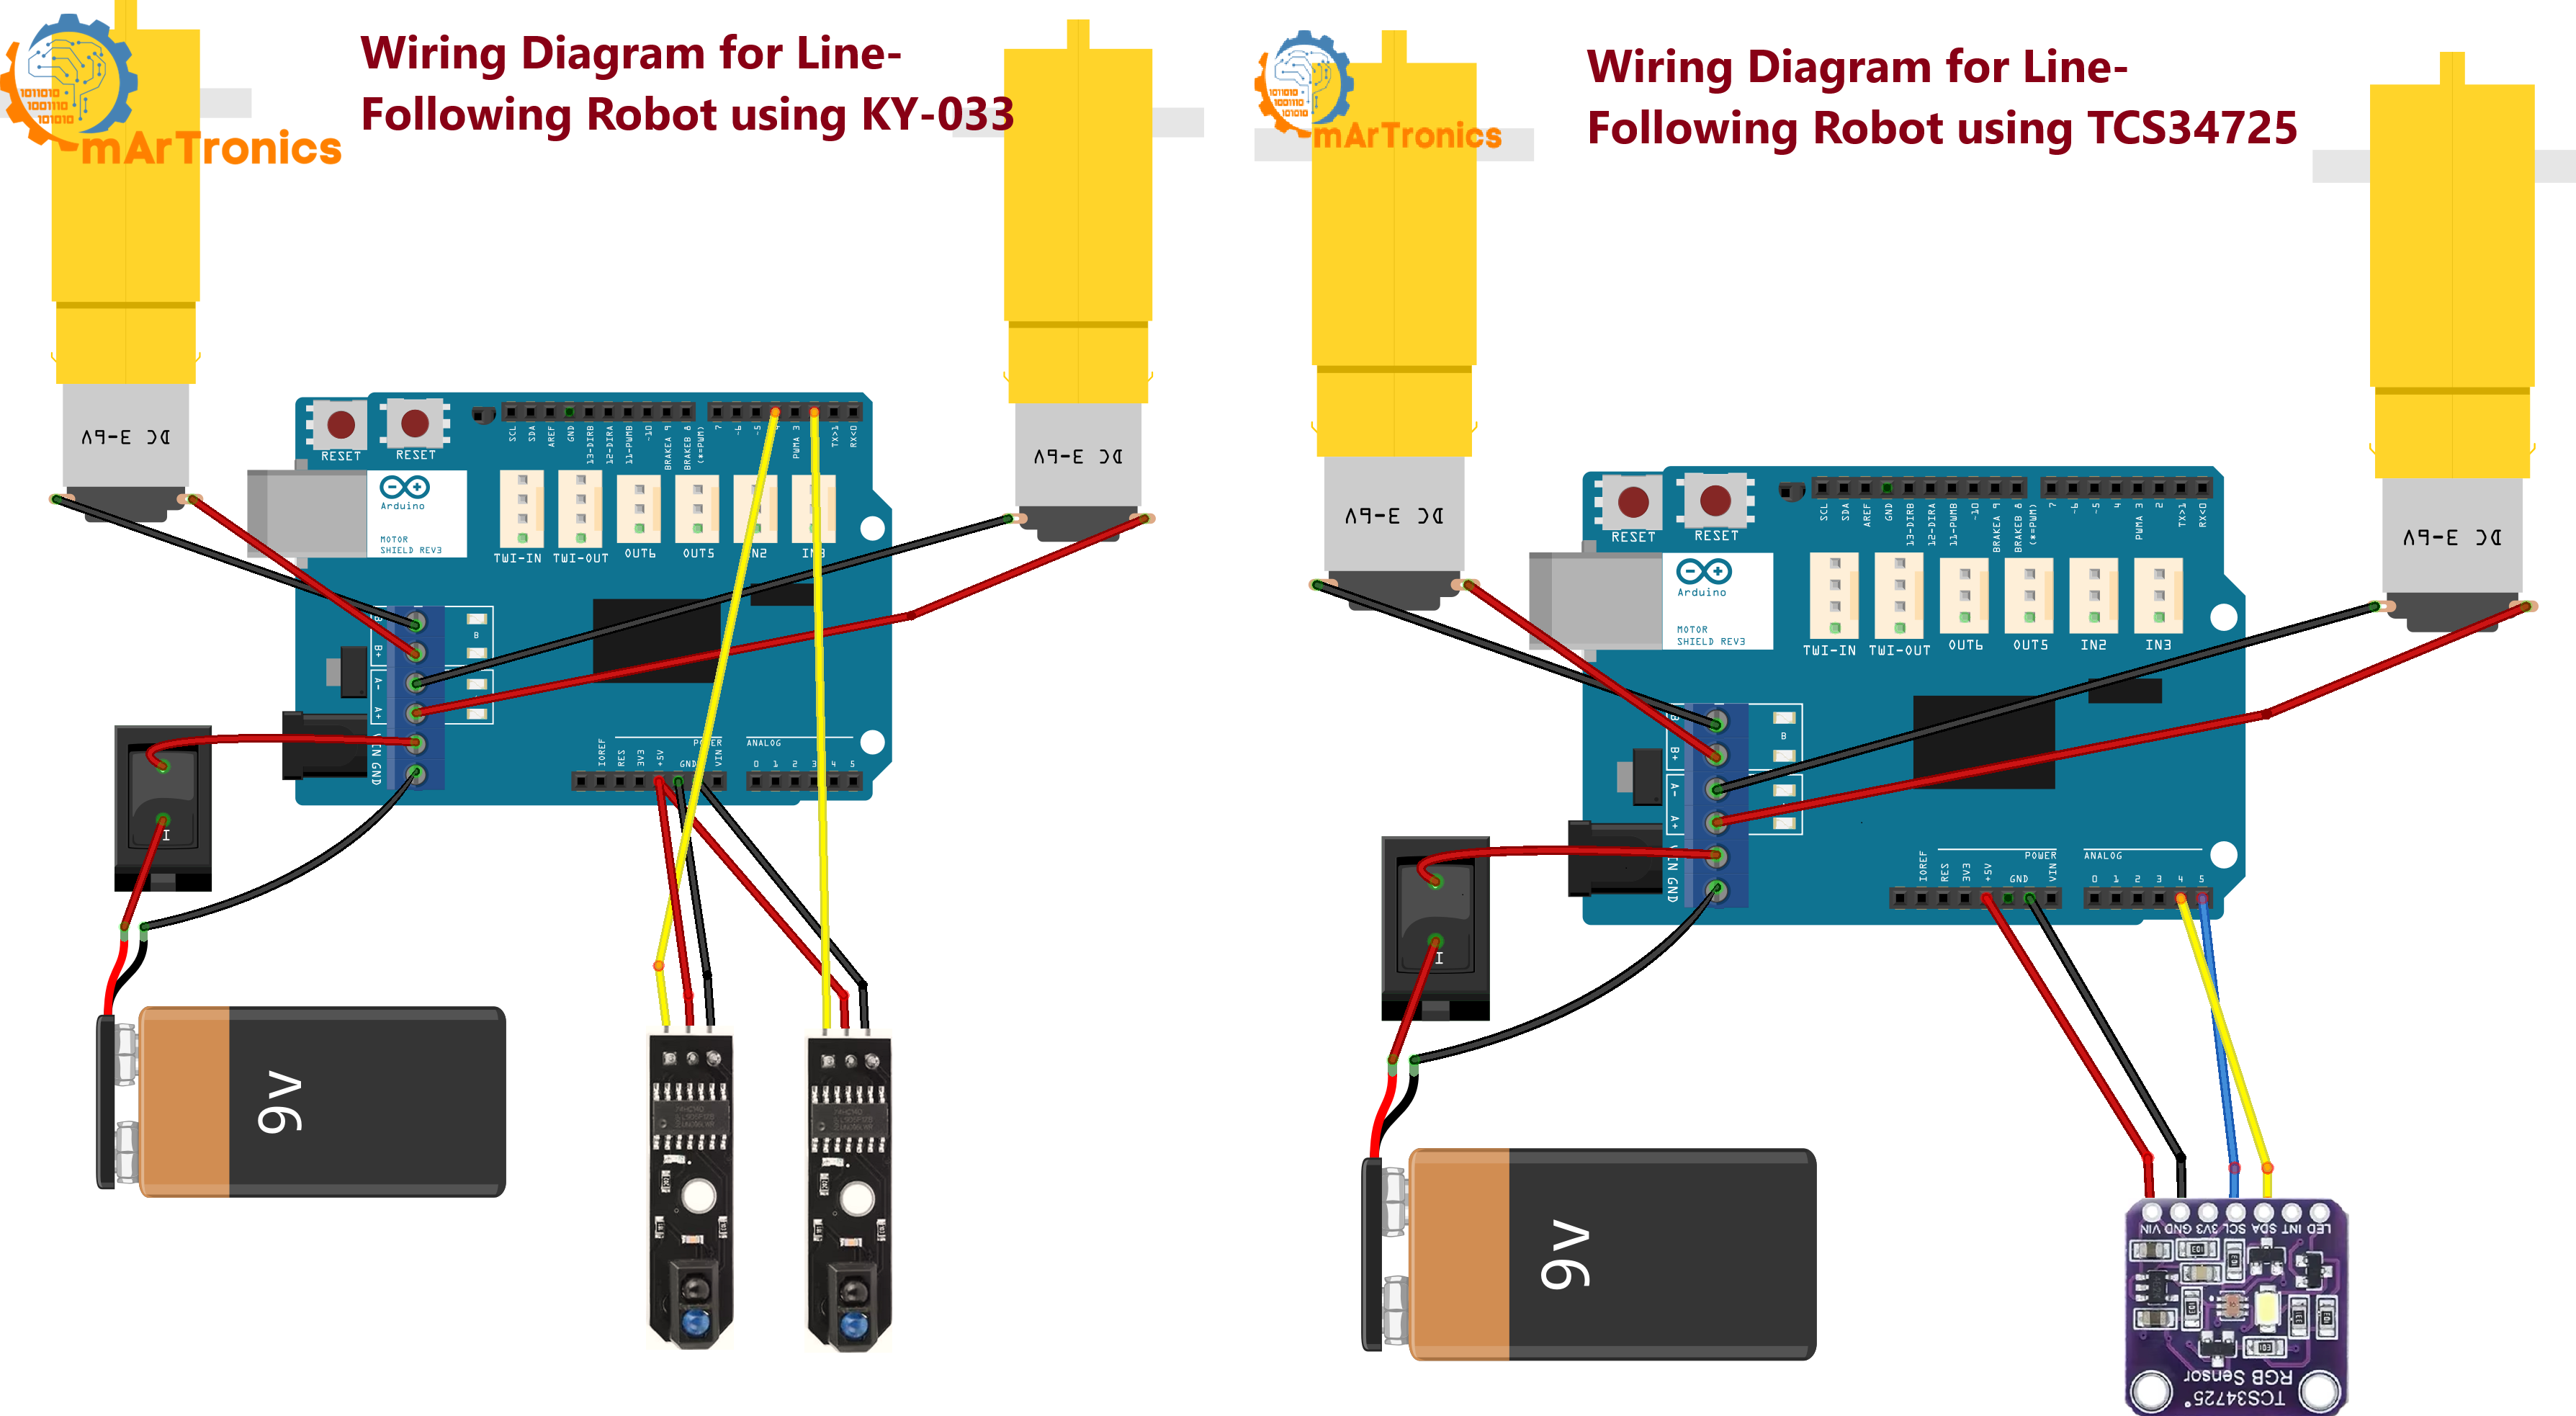 1011010
1001110
101010
mArTronics
Wiring Diagram for Line-
Following Robot using KY-033
DC 3-6V
DC 3-6V
RESET
RESET
SCL
SDA
AREF
GND
13-DIRB
12-DIRA
11-PWMB
~10
BRAKEA 9
BRAKEB 8
(*=PWM)
7
~6
~5
4
PWMA 3
TX>1
RX<0
Arduino
MOTOR
SHIELD REV3
TWI-IN
TWI-OUT
OUT6
OUT5
IN2
IN3
B
B+
A-
A+
VIN GND
IOREF
RES
3V3
+5V
GND
VIN
POWER
ANALOG
0 1 2 3 4 5
I
9v
1011010
1001110
101010
mArTronics
Wiring Diagram for Line-
Following Robot using TCS34725
DC 3-6V
DC 3-6V
RESET
RESET
SCL
SDA
AREF
GND
13-DIRB
12-DIRA
11-PWMB
~10
BRAKEA 9
BRAKEB 8
(*=PWM)
7
~6
~5
4
PWMA 3
2
TX>1
RX<0
Arduino
MOTOR
SHIELD REV3
TWI-IN
TWI-OUT
OUT6
OUT5
IN2
IN3
B
B+
A-
A+
VIN GND
IOREF
RES
3V3
+5V
GND
VIN
POWER
ANALOG
0 1 2 3 4 5
I
9v
VIN GND 3V3 SCL SDA INT LED
RGB Sensor
TCS34725